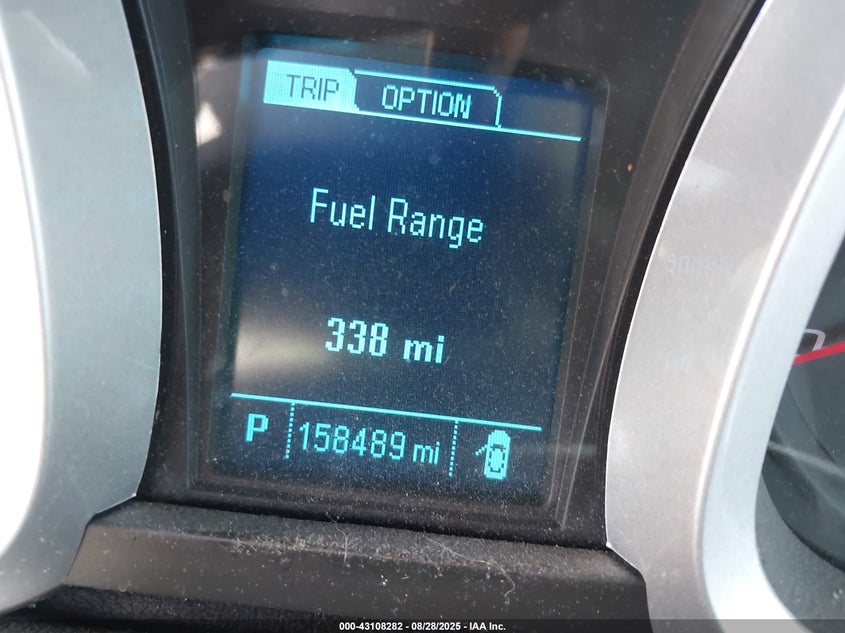 TRIP OPTION
Fuel Range
338 mi
P 158489 mi
000-43108282 - 08/28/2025 - IAA Inc.